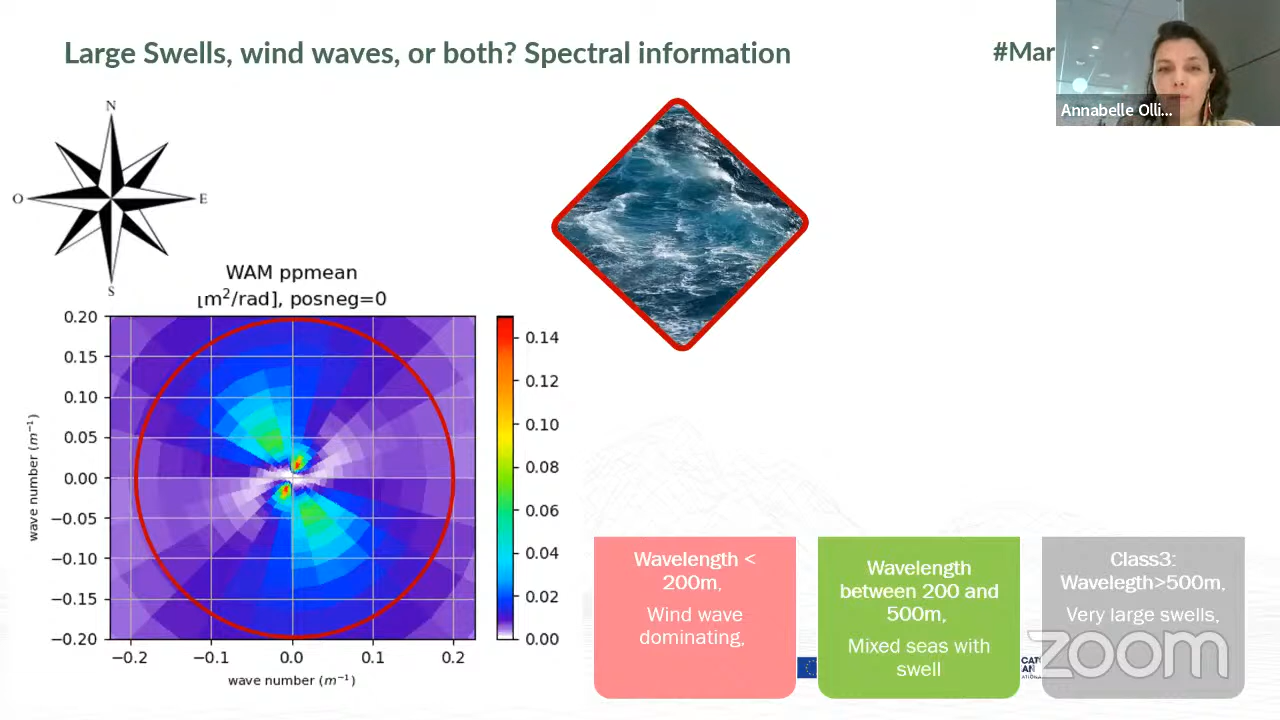 Large Swells, wind waves, or both? Spectral information
#Mar
Annabelle Olli...
N
O
E
S
WAM ppmean
[m²/rad], posneg=0
0.20
0.15
0.10
0.05
0.00
−0.05
−0.10
−0.15
−0.20
−0.2
−0.1
0.0
0.1
0.2
wave number (m⁻¹)
wave number (m⁻¹)
0.14
0.12
0.10
0.08
0.06
0.04
0.02
0.00
Wavelength <
200m,
Wind wave
dominating,
Wavelength
between 200 and
500m,
Mixed seas with
swell
Class3:
Wavelegth>500m,
Very large swells,
zoom